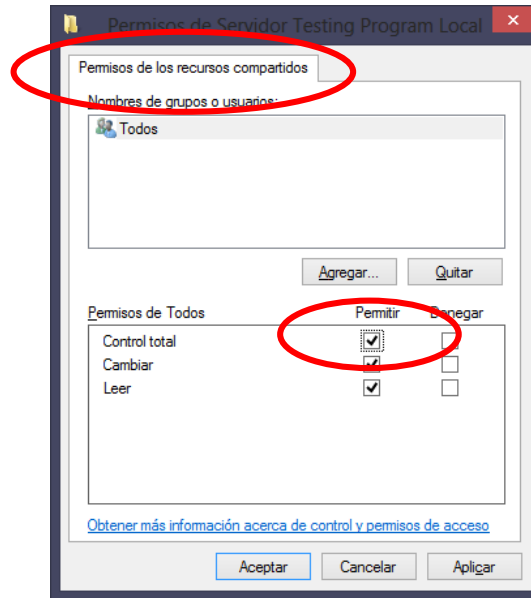 Permisos de Servidor Testing Program Local
Permisos de los recursos compartidos
Nombres de grupos o usuarios:
Todos
Agregar... Quitar
Permisos de Todos Permitir Denegar
Control total
Cambiar
Leer
Obtener más información acerca de control y permisos de acceso
Aceptar Cancelar Aplicar